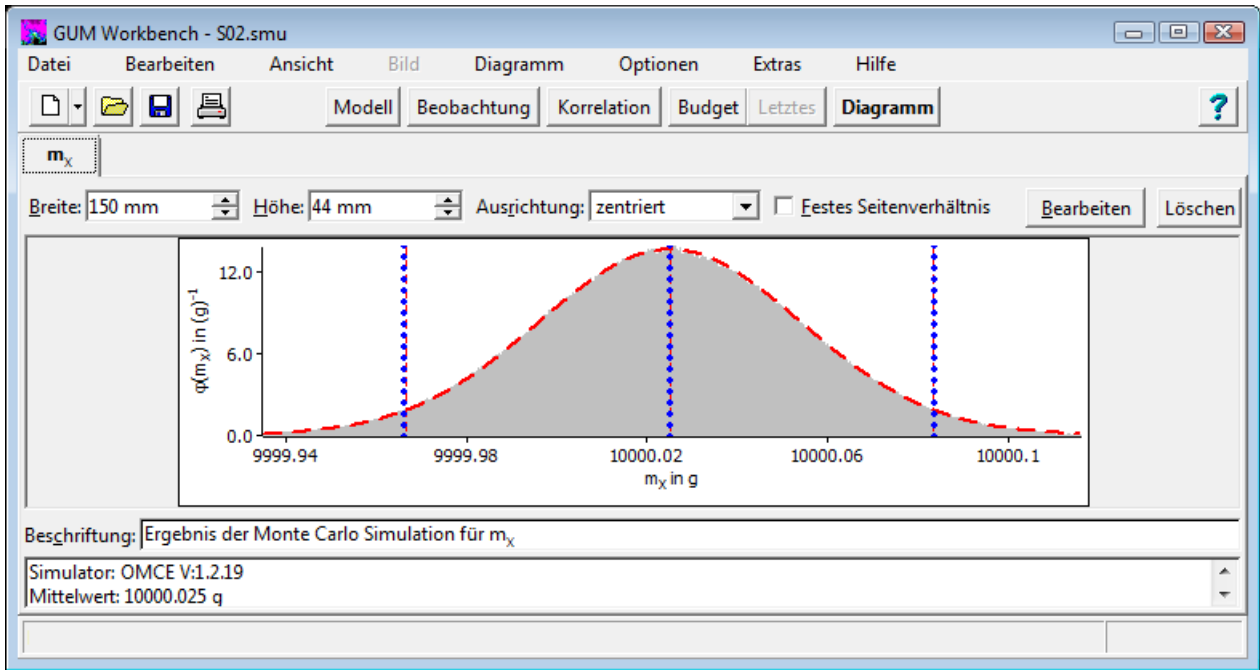 GUM Workbench - S02.smu
Datei Bearbeiten Ansicht Bild Diagramm Optionen Extras Hilfe
Modell Beobachtung Korrelation Budget Letztes Diagramm ?
mX
Breite: 150 mm Höhe: 44 mm Ausrichtung: zentriert Festes Seitenverhältnis Bearbeiten Löschen
12.0
6.0
0.0
φ(mX) in (g)⁻¹
9999.94 9999.98 10000.02 10000.06 10000.1
mX in g
Beschriftung: Ergebnis der Monte Carlo Simulation für mX
Simulator: OMCE V:1.2.19
Mittelwert: 10000.025 g